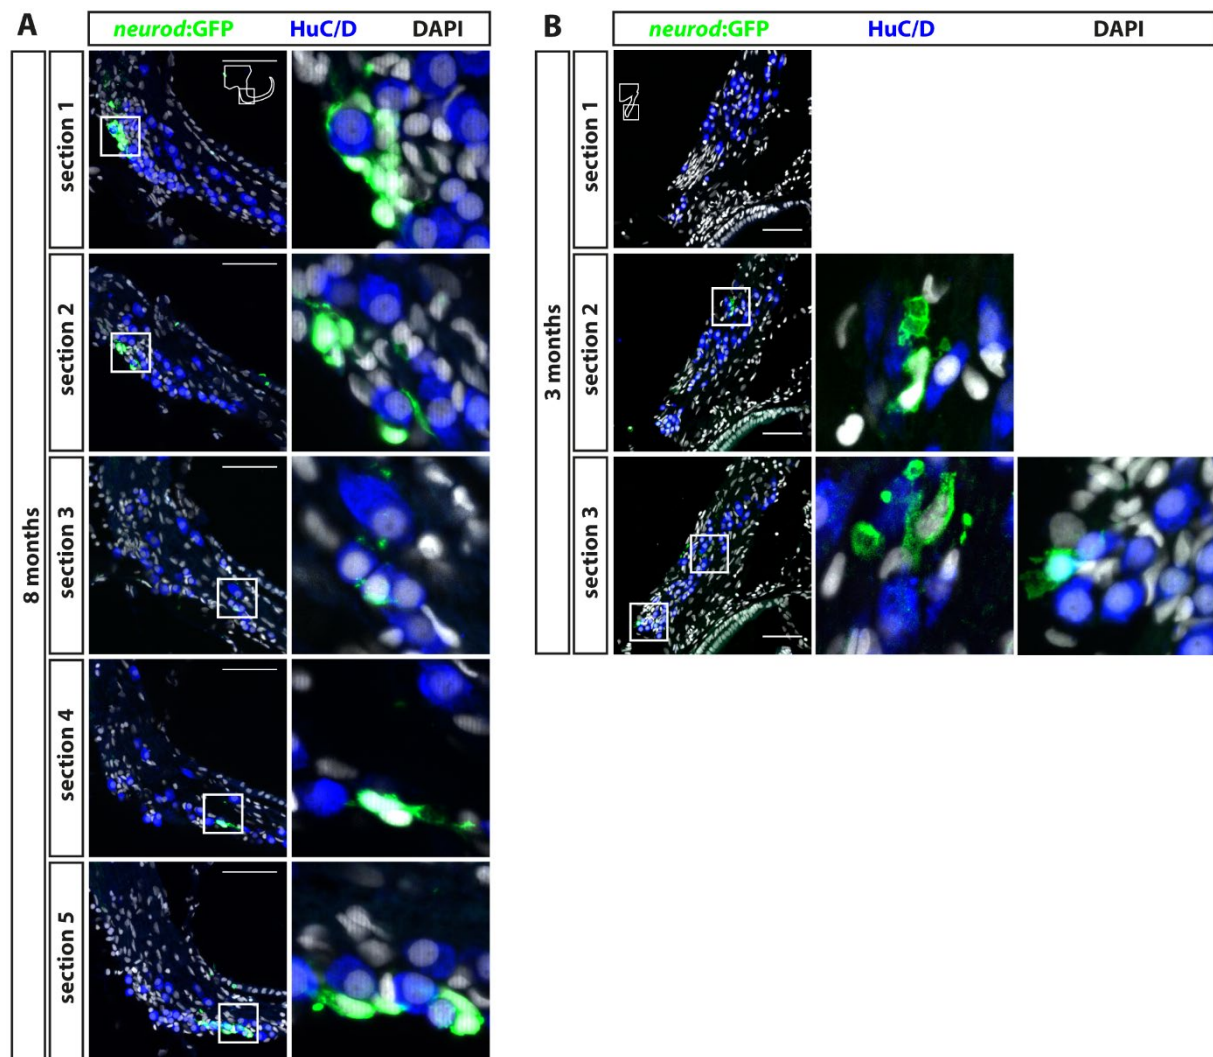 A
neurod:GFP HuC/D DAPI
8 months
section 1
section 2
section 3
section 4
section 5
B
neurod:GFP HuC/D DAPI
3 months
section 1
section 2
section 3